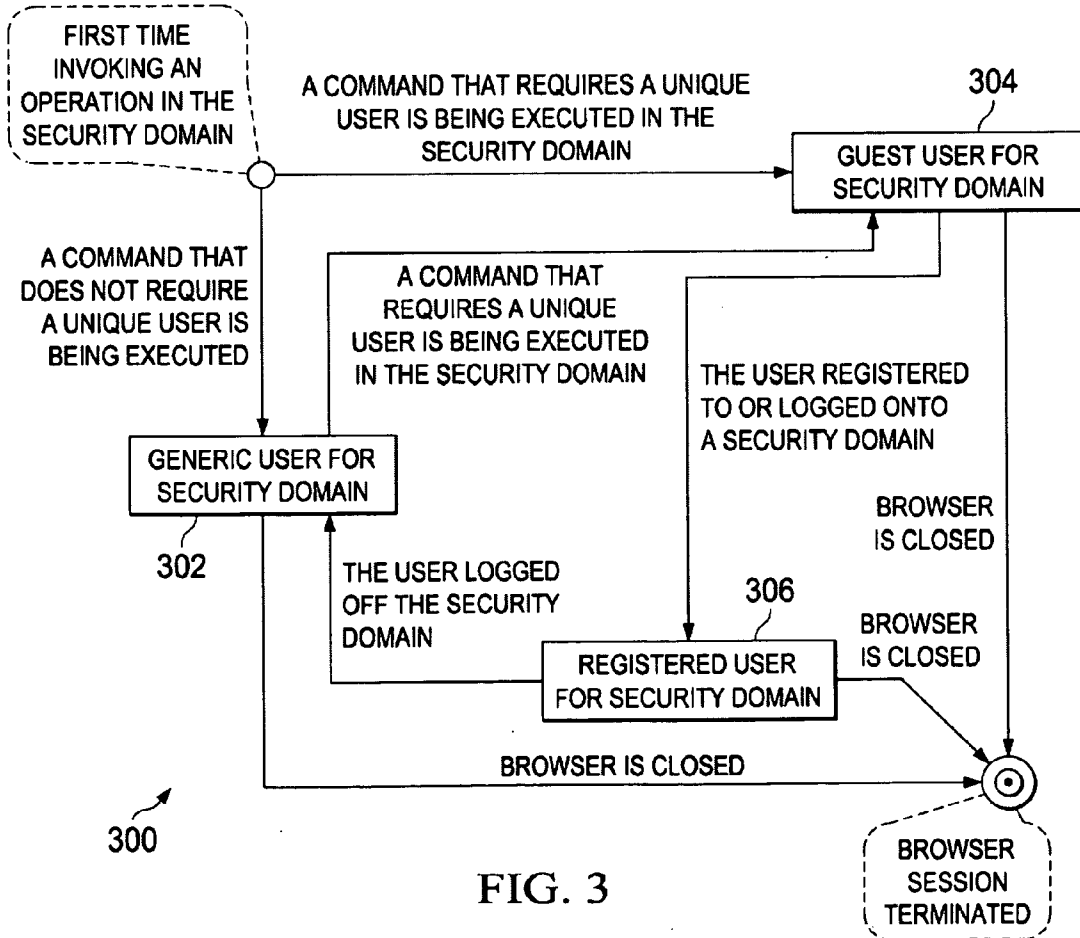 FIRST TIME
INVOKING AN
OPERATION IN THE
SECURITY DOMAIN
A COMMAND THAT REQUIRES A UNIQUE
USER IS BEING EXECUTED IN THE
SECURITY DOMAIN
304
GUEST USER FOR
SECURITY DOMAIN
A COMMAND THAT
DOES NOT REQUIRE
A UNIQUE USER IS
BEING EXECUTED
A COMMAND THAT
REQUIRES A UNIQUE
USER IS BEING EXECUTED
IN THE SECURITY DOMAIN
THE USER REGISTERED
TO OR LOGGED ONTO
A SECURITY DOMAIN
GENERIC USER FOR
SECURITY DOMAIN
302
BROWSER
IS CLOSED
THE USER LOGGED
OFF THE SECURITY
DOMAIN
306
REGISTERED USER
FOR SECURITY DOMAIN
BROWSER
IS CLOSED
BROWSER IS CLOSED
300
BROWSER
SESSION
TERMINATED
FIG. 3